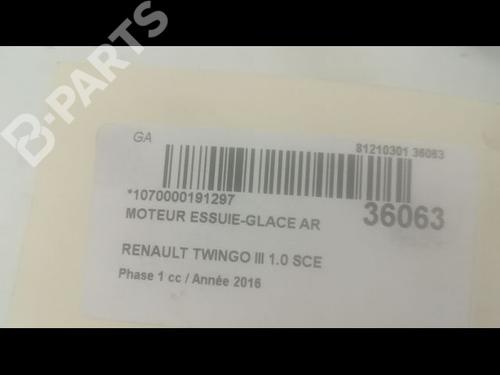 B-PARTS
GA
81210301 36063
*1070000191297
36063
MOTEUR ESSUIE-GLACE AR
RENAULT TWINGO III 1.0 SCE
Phase 1 cc / Année 2016